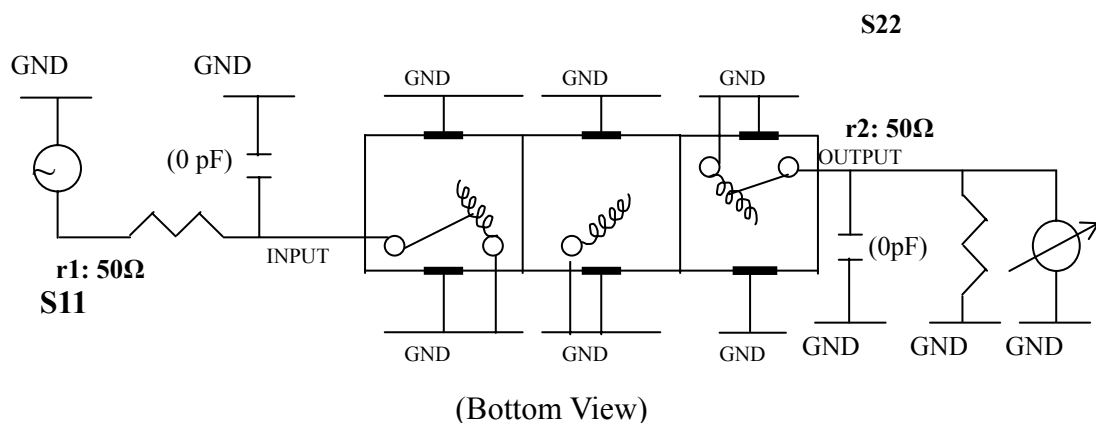 S22
GND
GND
GND
GND
GND
(0 pF)
r2: 50Ω
OUTPUT
INPUT
(0pF)
r1: 50Ω
S11
GND
GND
GND
GND
GND
GND
(Bottom View)